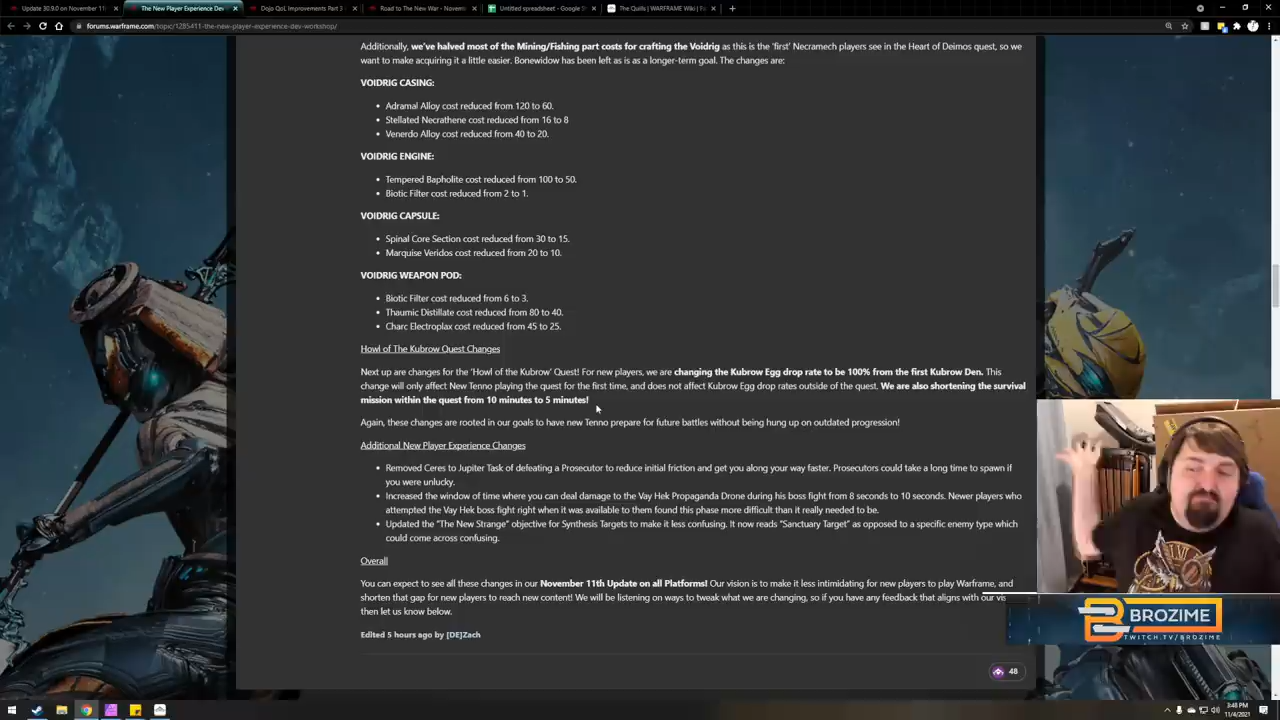 Update 30.9.0 on November 11th
The New Player Experience Dev
Dojo QoL Improvements Part 3
Road to The New War - Novem
Untitled spreadsheet - Google S
The Quills | WARFRAME Wiki | Fa
forums.warframe.com/topic/1285411-the-new-player-experience-dev-workshop/
Additionally, we've halved most of the Mining/Fishing part costs for crafting the Voidrig as this is the 'first' Necramech players see in the Heart of Deimos quest, so we
want to make acquiring it a little easier. Bonewidow has been left as is as a longer-term goal. The changes are:
VOIDRIG CASING:
• Adramal Alloy cost reduced from 120 to 60.
• Stellated Necrathene cost reduced from 16 to 8
• Venerdo Alloy cost reduced from 40 to 20.
VOIDRIG ENGINE:
• Tempered Bapholite cost reduced from 100 to 50.
• Biotic Filter cost reduced from 2 to 1.
VOIDRIG CAPSULE:
• Spinal Core Section cost reduced from 30 to 15.
• Marquise Veridos cost reduced from 20 to 10.
VOIDRIG WEAPON POD:
• Biotic Filter cost reduced from 6 to 3.
• Thaumic Distillate cost reduced from 80 to 40.
• Charc Electroplax cost reduced from 45 to 25.
Howl of The Kubrow Quest Changes
Next up are changes for the 'Howl of the Kubrow' Quest! For new players, we are changing the Kubrow Egg drop rate to be 100% from the first Kubrow Den. This
change will only affect New Tenno playing the quest for the first time, and does not affect Kubrow Egg drop rates outside of the quest. We are also shortening the survival
mission within the quest from 10 minutes to 5 minutes!
Again, these changes are rooted in our goals to have new Tenno prepare for future battles without being hung up on outdated progression!
Additional New Player Experience Changes
• Removed Ceres to Jupiter Task of defeating a Prosecutor to reduce initial friction and get you along your way faster. Prosecutors could take a long time to spawn if
you were unlucky.
• Increased the window of time where you can deal damage to the Vay Hek Propaganda Drone during his boss fight from 8 seconds to 10 seconds. Newer players who
attempted the Vay Hek boss fight right when it was available to them found this phase more difficult than it really needed to be.
• Updated the "The New Strange" objective for Synthesis Targets to make it less confusing. It now reads "Sanctuary Target" as opposed to a specific enemy type which
could come across confusing.
Overall
You can expect to see all these changes in our November 11th Update on all Platforms! Our vision is to make it less intimidating for new players to play Warframe, and
shorten that gap for new players to reach new content! We will be listening on ways to tweak what we are changing, so if you have any feedback that aligns with our vis
then let us know below.
Edited 5 hours ago by [DE]Zach
48
BROZIME
TWITCH.TV/BROZIME
3:48 PM
11/4/2021